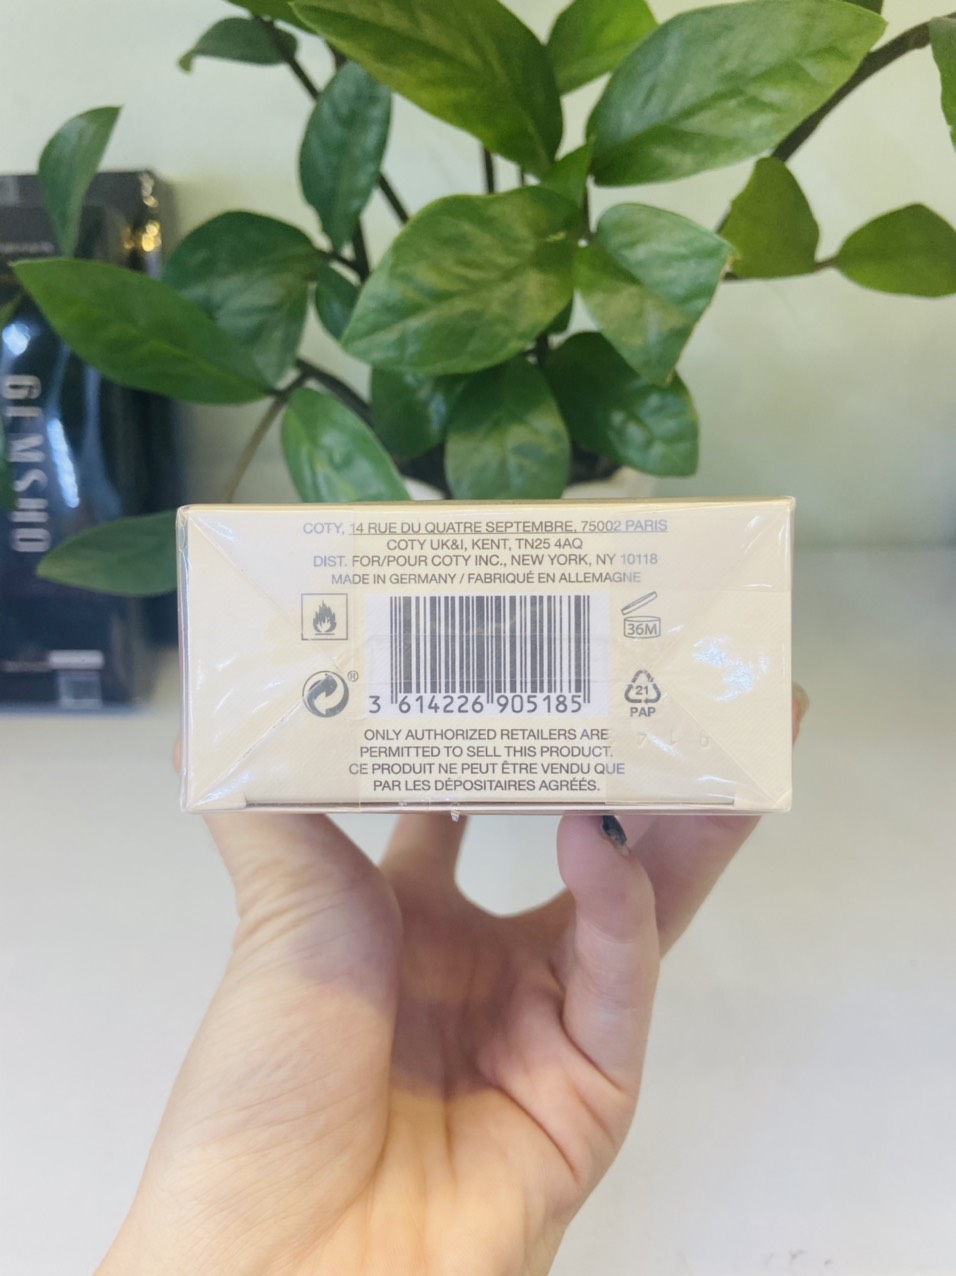 COTY, 14 RUE DU QUATRE SEPTEMBRE, 75002 PARIS
COTY UK&I, KENT, TN25 4AQ
DIST. FOR/POUR COTY INC., NEW YORK, NY 10118
MADE IN GERMANY / FABRIQUÉ EN ALLEMAGNE
36M
3 614226 905185
®
21
PAP
ONLY AUTHORIZED RETAILERS ARE
PERMITTED TO SELL THIS PRODUCT.
CE PRODUIT NE PEUT ÊTRE VENDU QUE
PAR LES DÉPOSITAIRES AGRÉÉS.